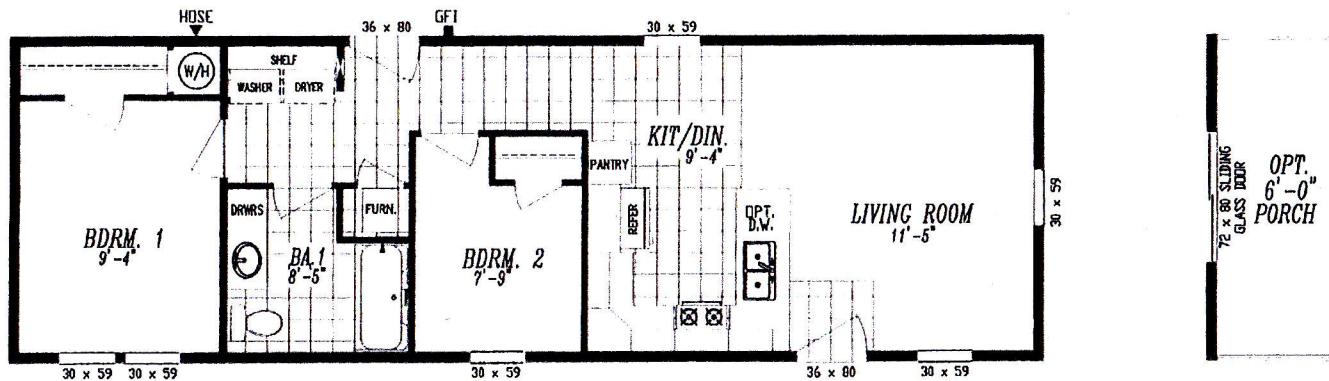 HOSE
GFI
36 x 80
30 x 59
W/H
SHELF
WASHER
DRYER
KIT/DIN.
9'-4"
PANTRY
REFER
OPT.
D.W.
LIVING ROOM
11'-5"
30 x 59
BDRM. 1
9'-4"
DRWRS
FURN.
BA.1
8'-5"
BDRM. 2
7'-9"
30 x 59
30 x 59
30 x 59
36 x 80
30 x 59
72 x 80 SLIDING
GLASS DOOR
OPT.
6'-0"
PORCH